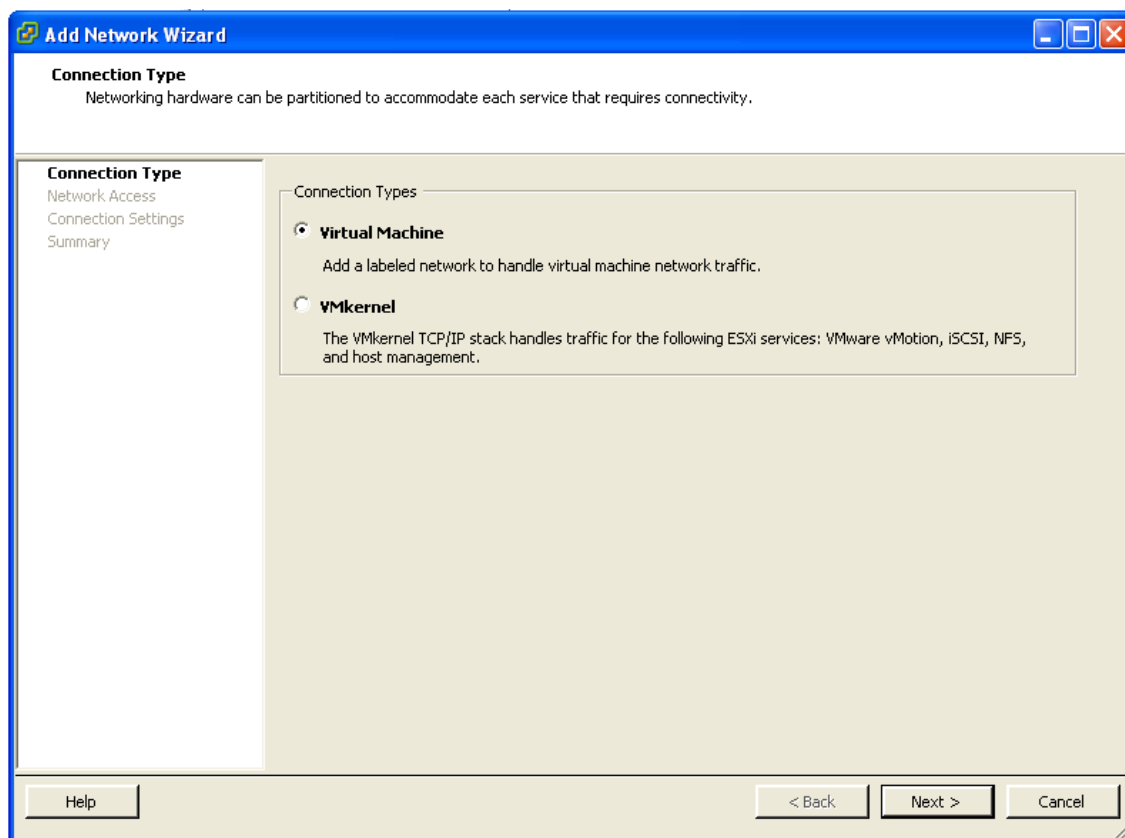 Add Network Wizard
Connection Type
Networking hardware can be partitioned to accommodate each service that requires connectivity.
Connection Type
Network Access
Connection Settings
Summary
Connection Types
Virtual Machine
Add a labeled network to handle virtual machine network traffic.
VMkernel
The VMkernel TCP/IP stack handles traffic for the following ESXi services: VMware vMotion, iSCSI, NFS,
and host management.
Help
< Back
Next >
Cancel